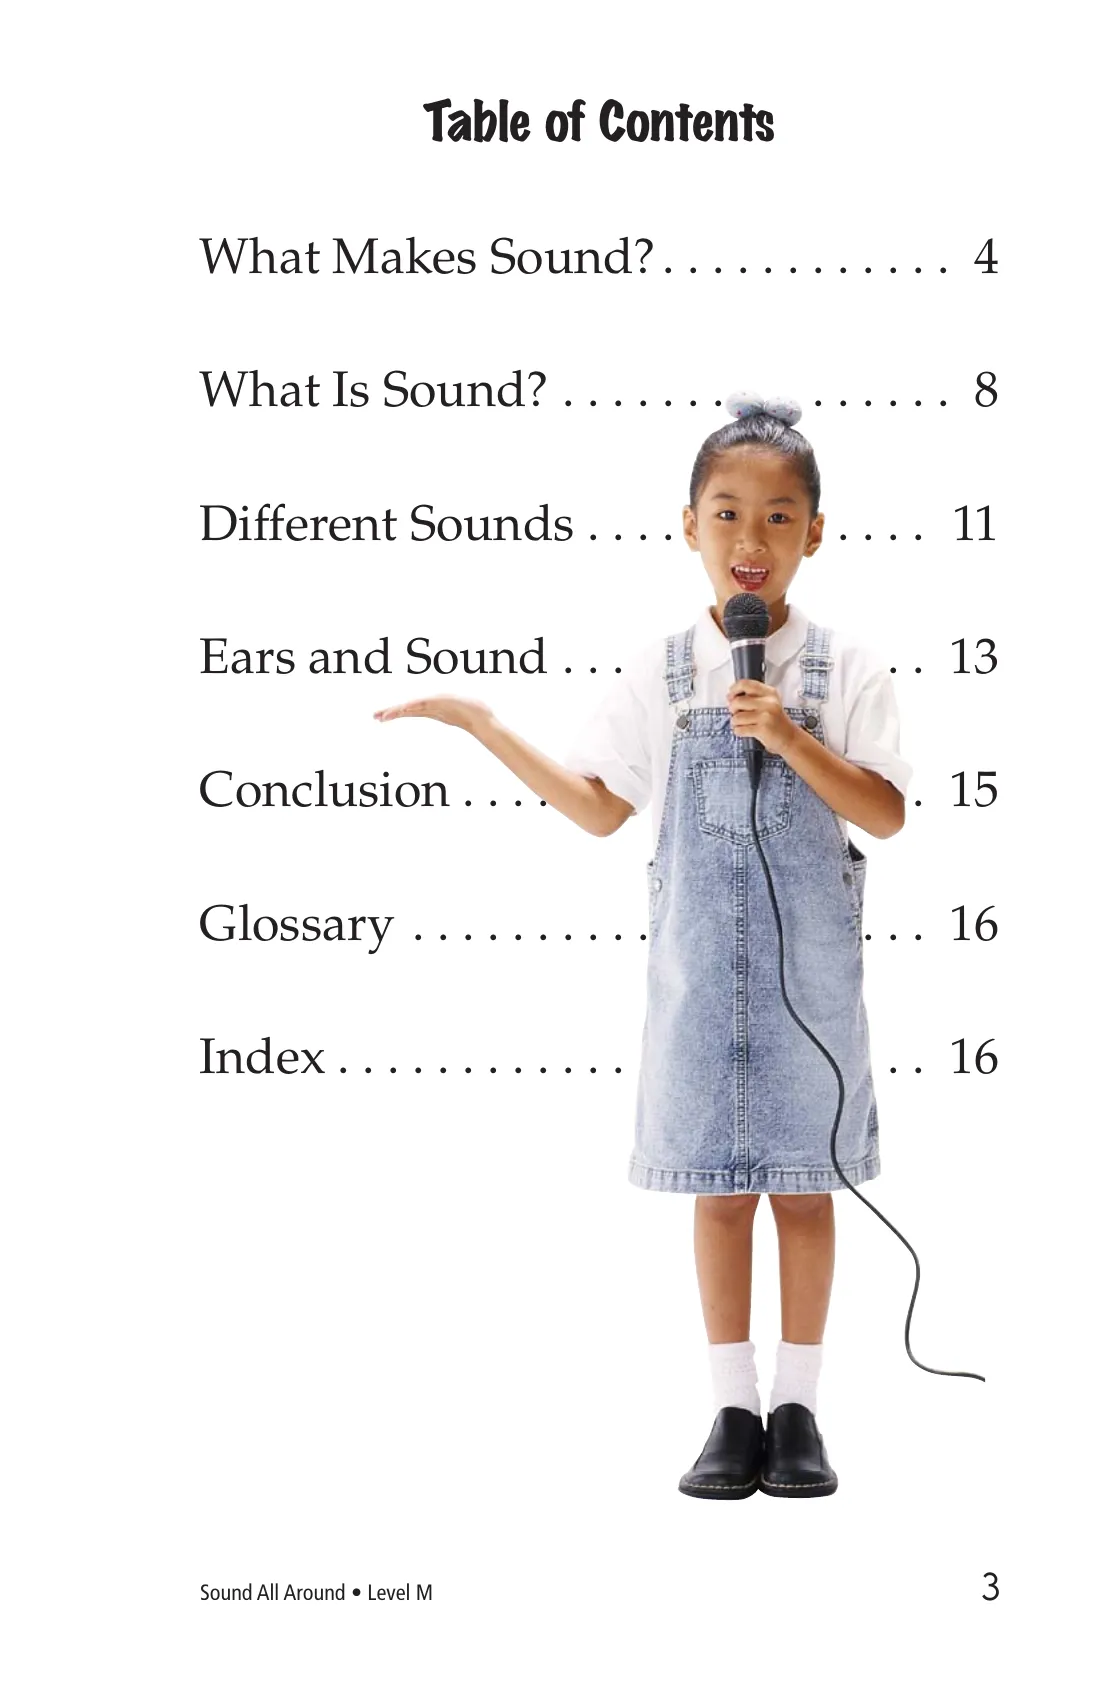 Table of Contents
What Makes Sound? . . . . . . . . . . . . 4
What Is Sound? . . . . . . . . . . . . . 8
Different Sounds . . . . . . . . 11
Ears and Sound . . . . . 13
Conclusion . . . . . 15
Glossary . . . . . . . . . . . . . 16
Index . . . . . . . . . . . . . . 16
Sound All Around • Level M 3